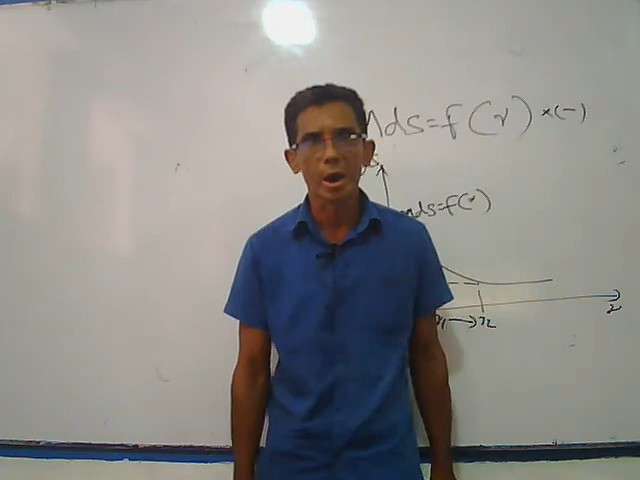 Mds=f(r) x(-)
mds=f(r)
r1→r2
r